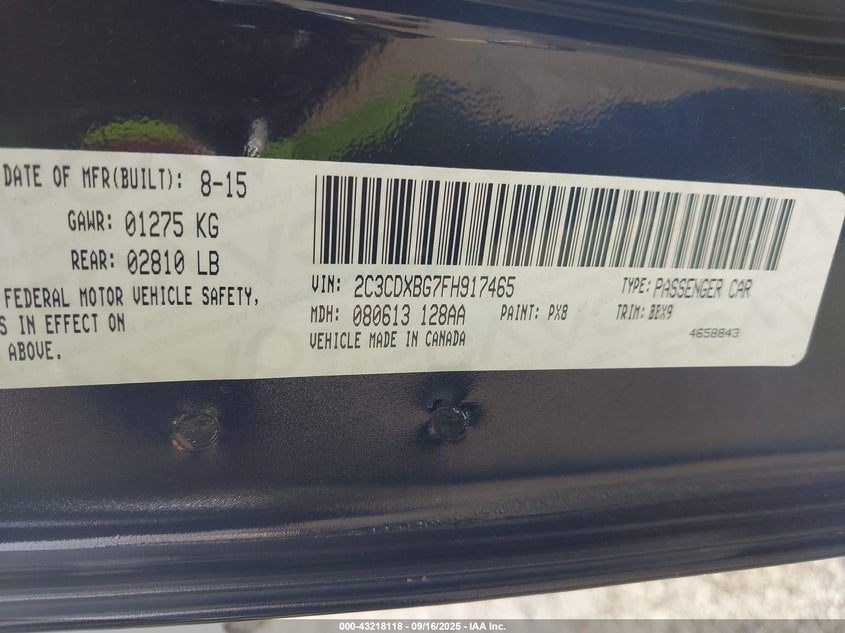 DATE OF MFR(BUILT): 8-15
GAWR: 01275 KG
REAR: 02810 LB
FEDERAL MOTOR VEHICLE SAFETY,
S IN EFFECT ON
ABOVE.
VIN: 2C3CDXBG7FH917465 TYPE: PASSENGER CAR
MDH: 080613 128AA PAINT: PX8 TRIM:
VEHICLE MADE IN CANADA
4658843
000-43218118 - 09/16/2025 - IAA Inc.